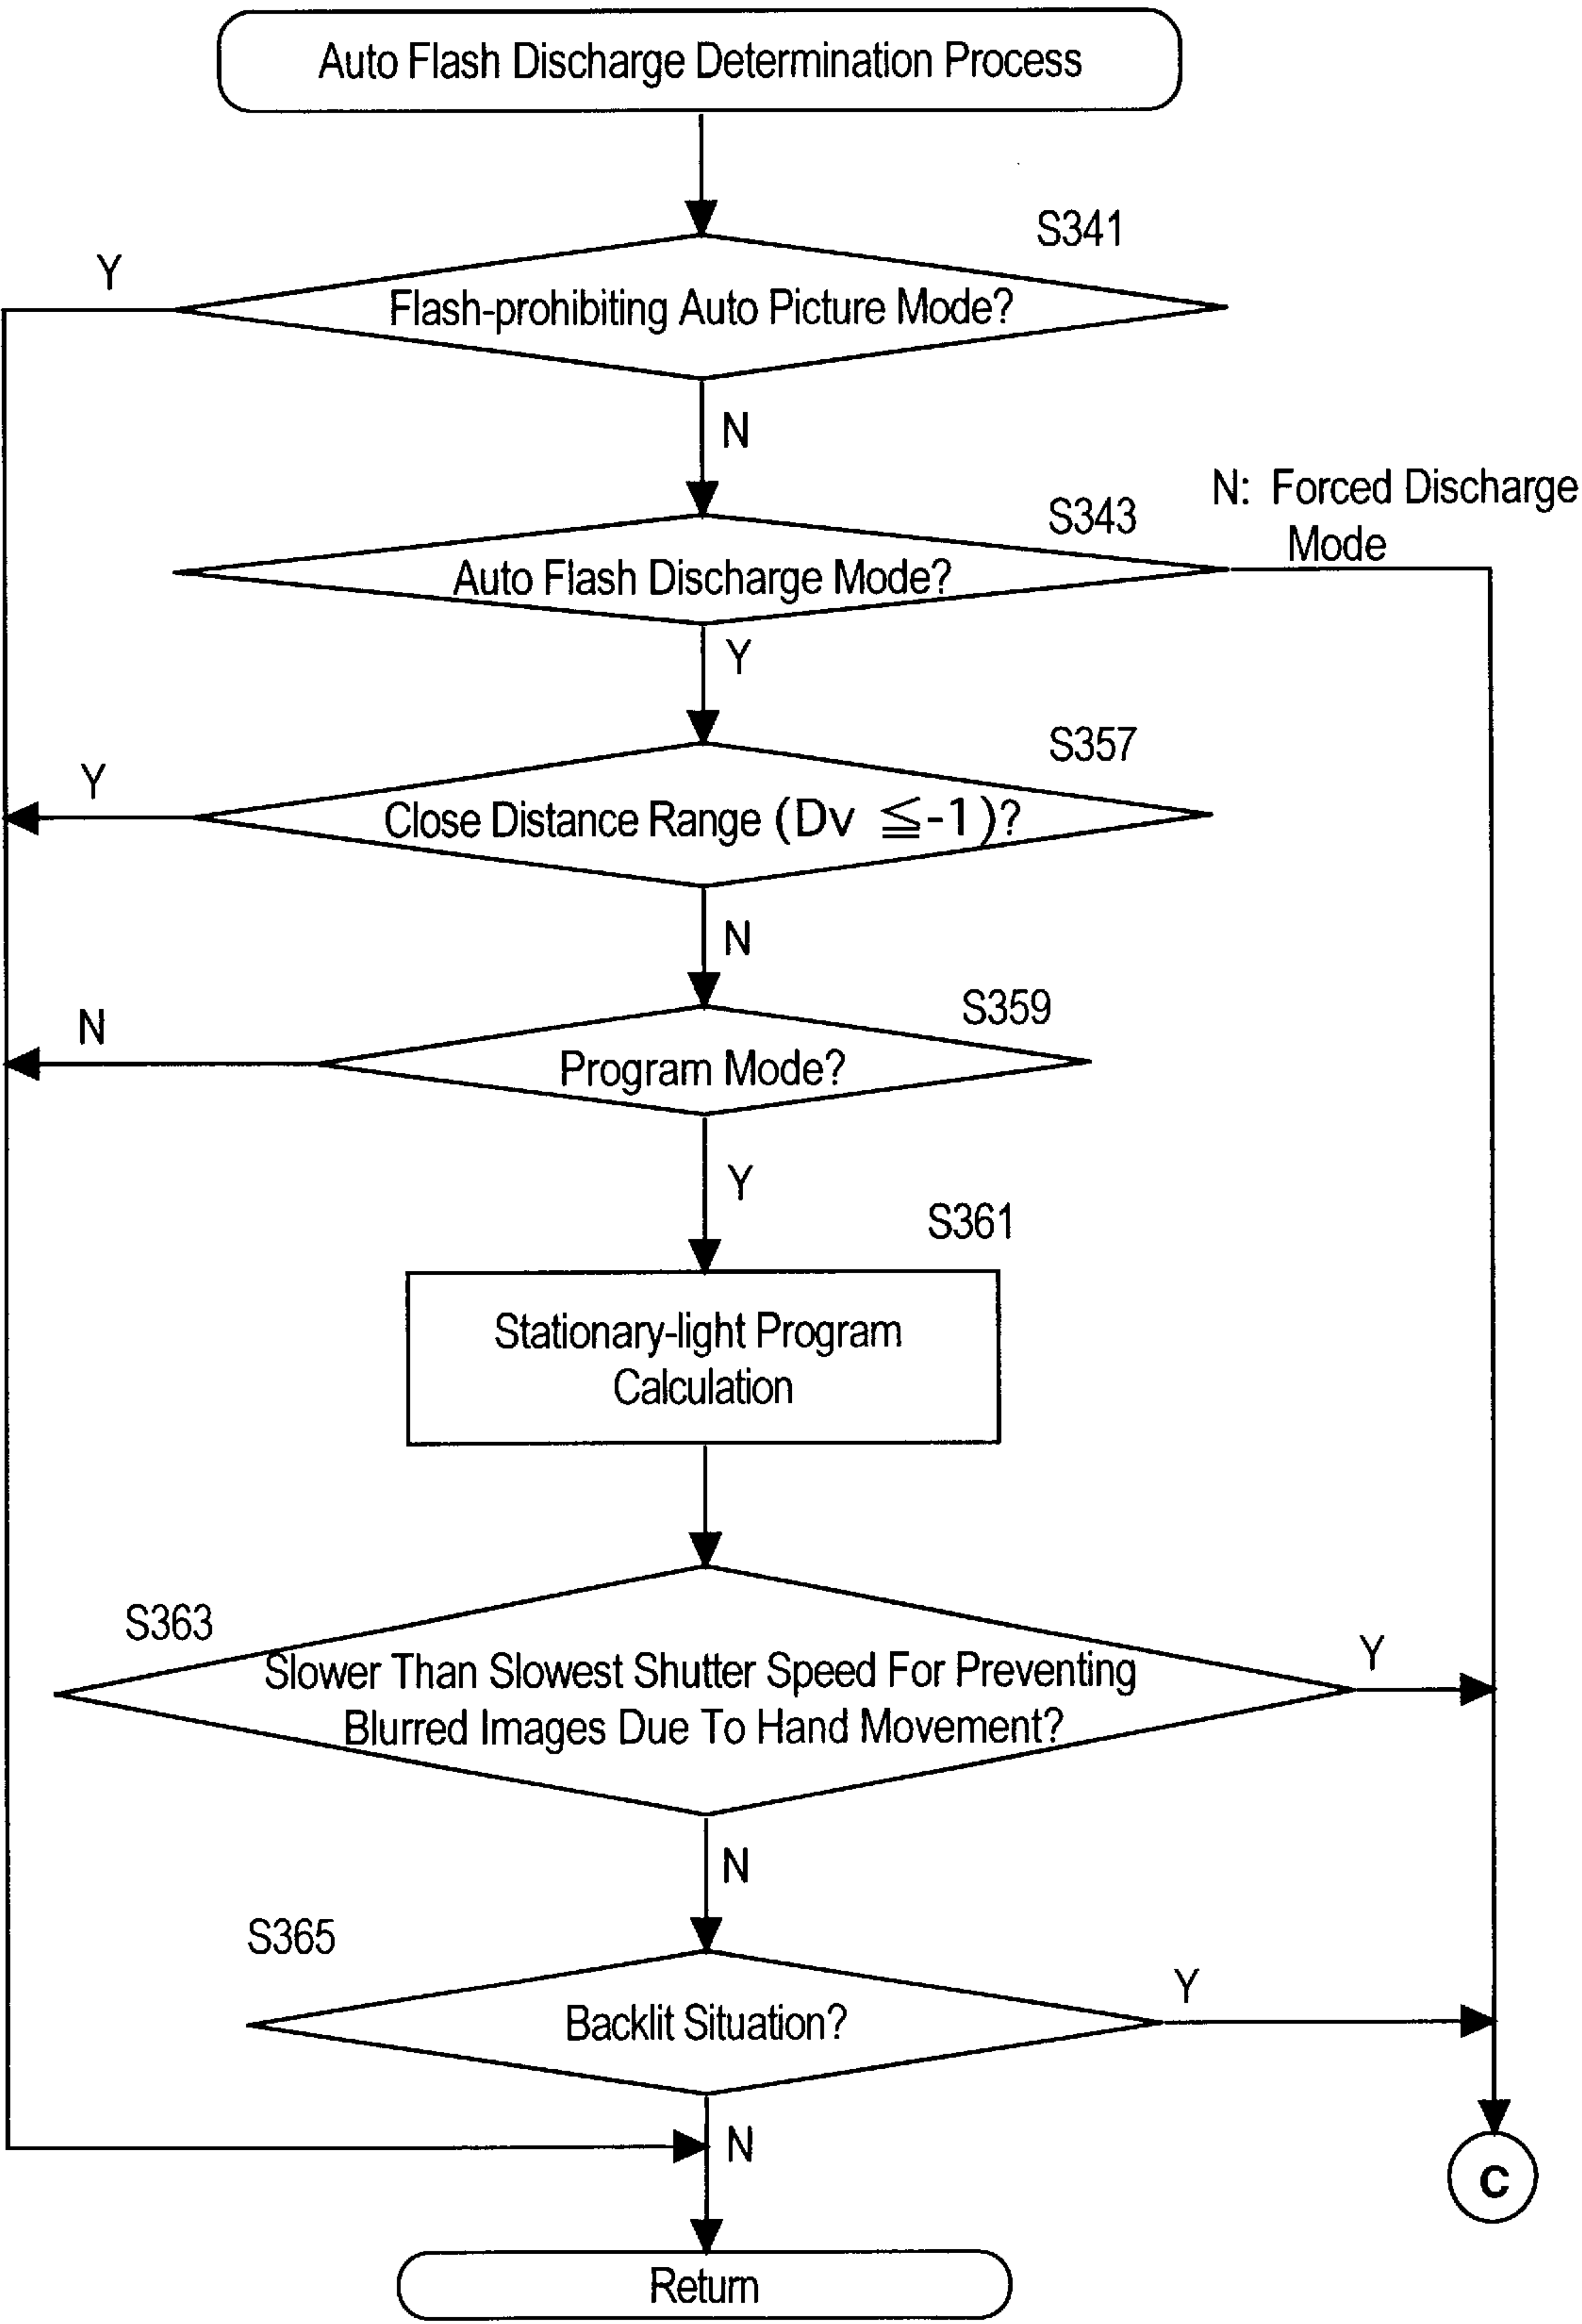 Auto Flash Discharge Determination Process
S341
Y
Flash-prohibiting Auto Picture Mode?
N
N: Forced Discharge
Mode
S343
Auto Flash Discharge Mode?
Y
S357
Y
Close Distance Range (Dv ≦-1)?
N
S359
N
Program Mode?
Y
S361
Stationary-light Program
Calculation
S363
Y
Slower Than Slowest Shutter Speed For Preventing
Blurred Images Due To Hand Movement?
N
S365
Y
Backlit Situation?
N
C
Return